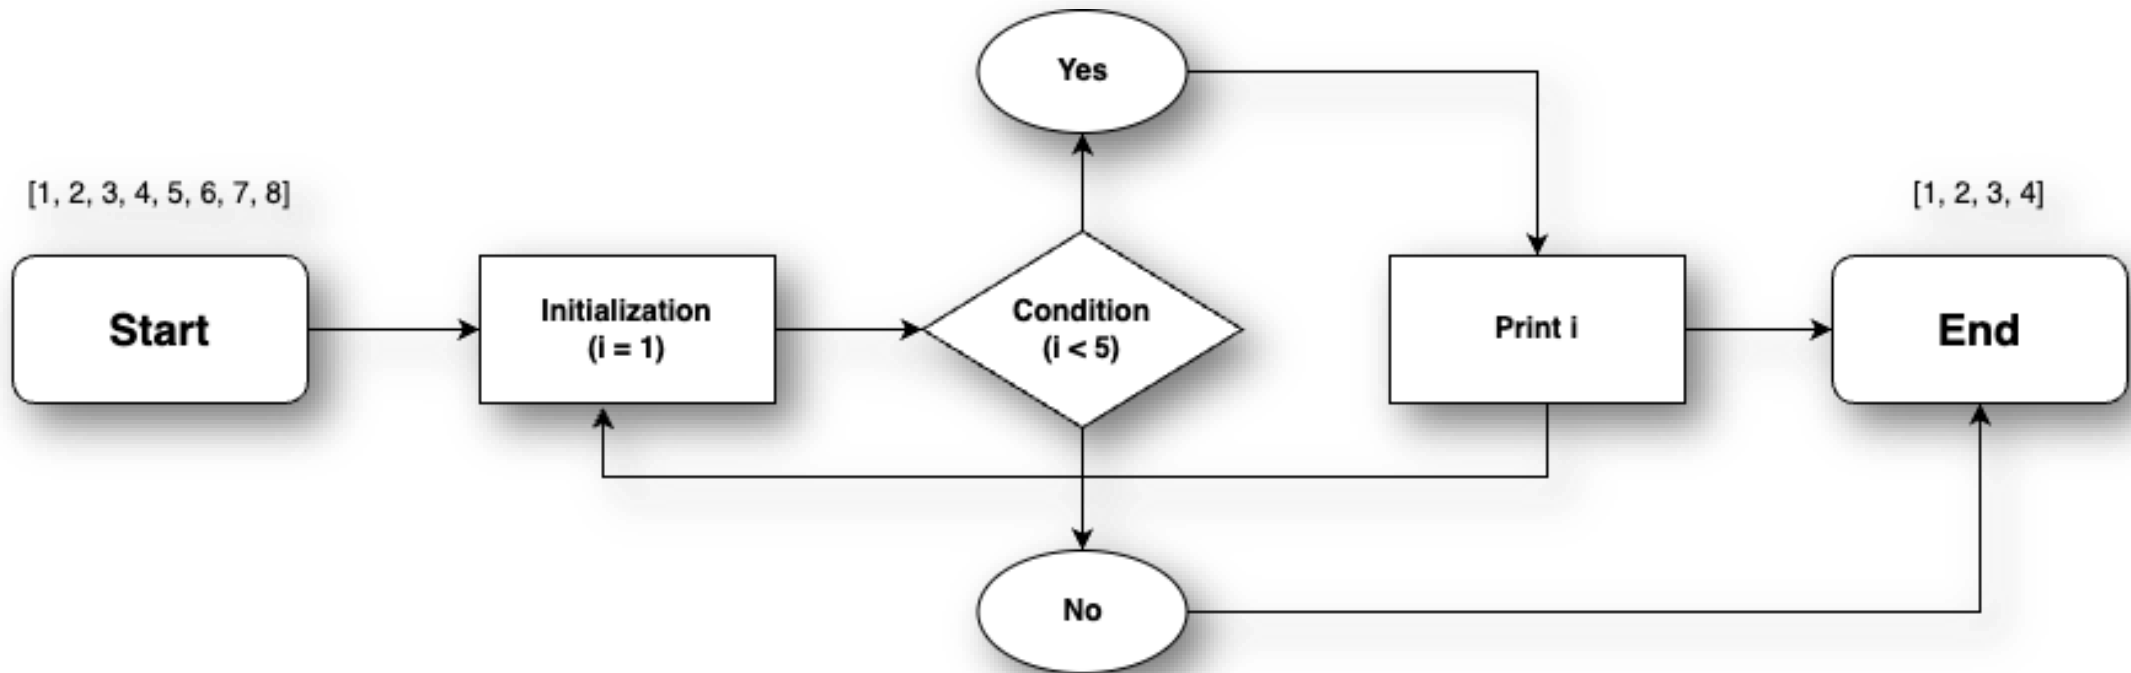 Yes
[1, 2, 3, 4, 5, 6, 7, 8]
[1, 2, 3, 4]
Start
Initialization
(i = 1)
Condition
(i < 5)
Print i
End
No